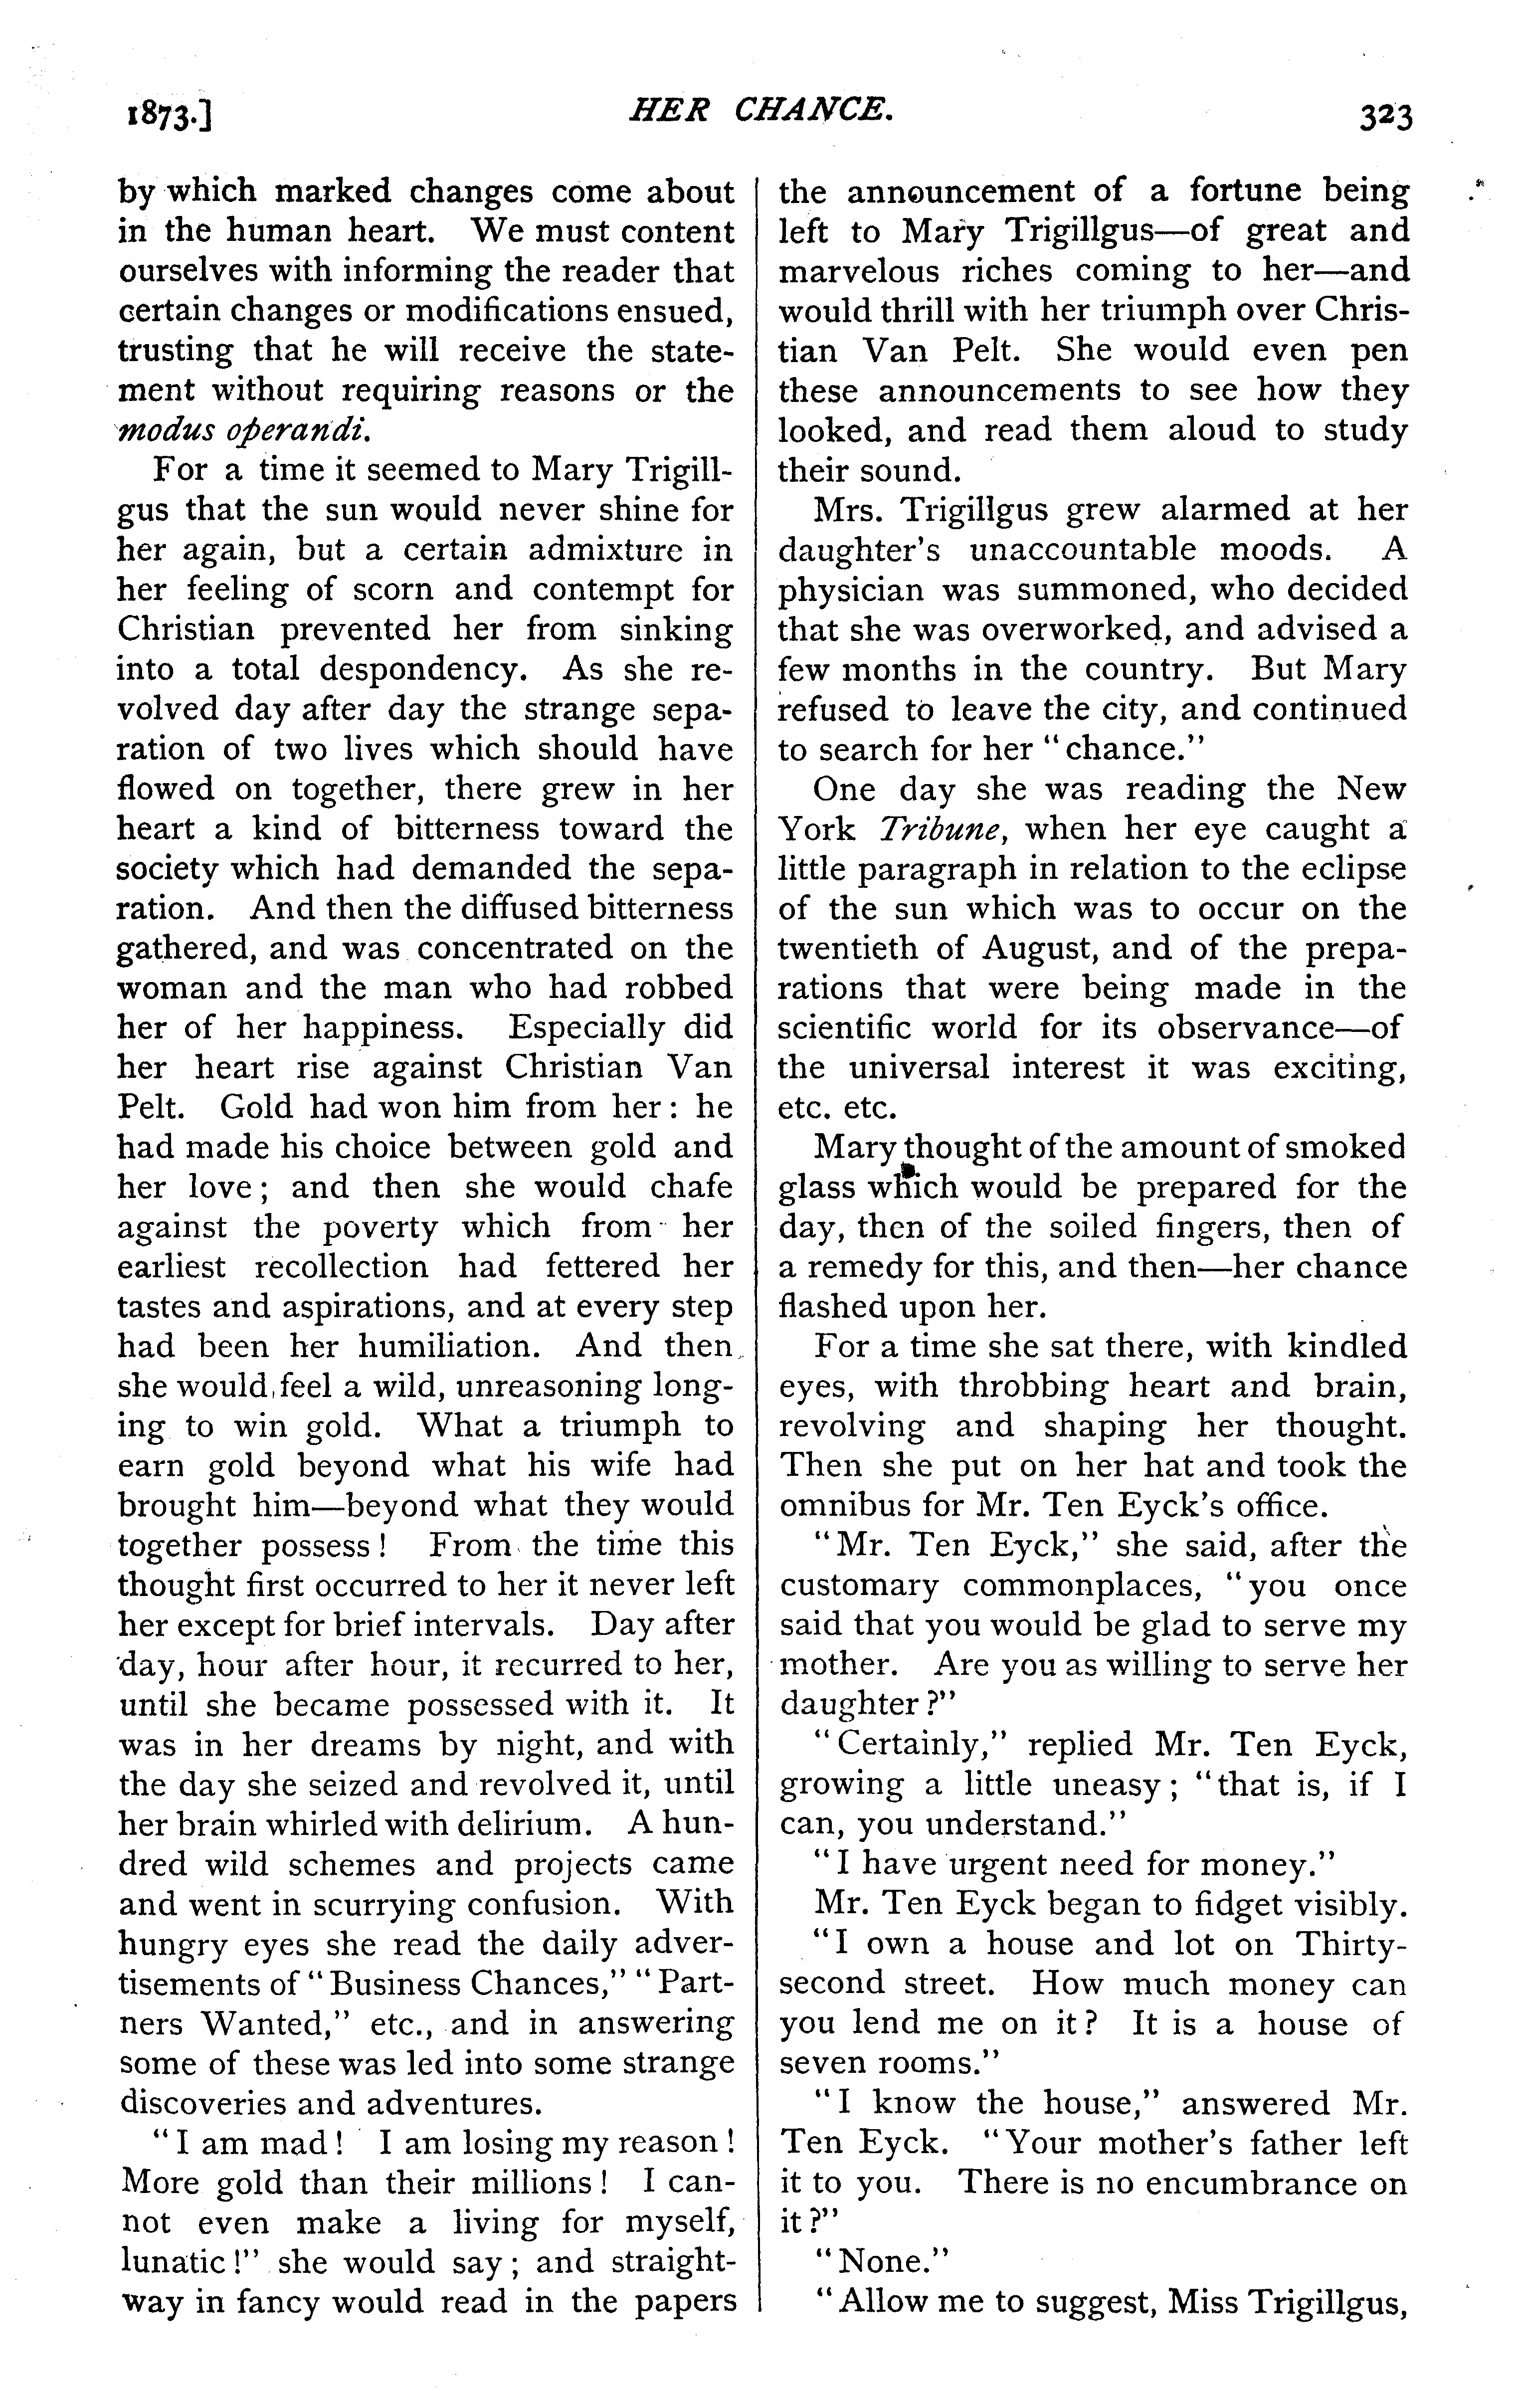 1873.] HER CHANCE. 323
by which marked changes come about
in the human heart. We must content
ourselves with informing the reader that
certain changes or modifications ensued,
trusting that he will receive the state-
ment without requiring reasons or the
modus operandi.
For a time it seemed to Mary Trigill-
gus that the sun would never shine for
her again, but a certain admixture in
her feeling of scorn and contempt for
Christian prevented her from sinking
into a total despondency. As she re-
volved day after day the strange sepa-
ration of two lives which should have
flowed on together, there grew in her
heart a kind of bitterness toward the
society which had demanded the sepa-
ration. And then the diffused bitterness
gathered, and was concentrated on the
woman and the man who had robbed
her of her happiness. Especially did
her heart rise against Christian Van
Pelt. Gold had won him from her: he
had made his choice between gold and
her love; and then she would chafe
against the poverty which from her
earliest recollection had fettered her
tastes and aspirations, and at every step
had been her humiliation. And then
she would feel a wild, unreasoning long-
ing to win gold. What a triumph to
earn gold beyond what his wife had
brought him—beyond what they would
together possess! From the time this
thought first occurred to her it never left
her except for brief intervals. Day after
day, hour after hour, it recurred to her,
until she became possessed with it. It
was in her dreams by night, and with
the day she seized and revolved it, until
her brain whirled with delirium. A hun-
dred wild schemes and projects came
and went in scurrying confusion. With
hungry eyes she read the daily adver-
tisements of "Business Chances," "Part-
ners Wanted," etc., and in answering
some of these was led into some strange
discoveries and adventures.
"I am mad! I am losing my reason!
More gold than their millions! I can-
not even make a living for myself,
lunatic!" she would say; and straight-
way in fancy would read in the papers
the announcement of a fortune being
left to Mary Trigillgus—of great and
marvelous riches coming to her—and
would thrill with her triumph over Chris-
tian Van Pelt. She would even pen
these announcements to see how they
looked, and read them aloud to study
their sound.
Mrs. Trigillgus grew alarmed at her
daughter's unaccountable moods. A
physician was summoned, who decided
that she was overworked, and advised a
few months in the country. But Mary
refused to leave the city, and continued
to search for her "chance."
One day she was reading the New
York Tribune, when her eye caught a
little paragraph in relation to the eclipse
of the sun which was to occur on the
twentieth of August, and of the prepa-
rations that were being made in the
scientific world for its observance—of
the universal interest it was exciting,
etc. etc.
Mary thought of the amount of smoked
glass which would be prepared for the
day, then of the soiled fingers, then of
a remedy for this, and then—her chance
flashed upon her.
For a time she sat there, with kindled
eyes, with throbbing heart and brain,
revolving and shaping her thought.
Then she put on her hat and took the
omnibus for Mr. Ten Eyck's office.
"Mr. Ten Eyck," she said, after the
customary commonplaces, "you once
said that you would be glad to serve my
mother. Are you as willing to serve her
daughter?"
"Certainly," replied Mr. Ten Eyck,
growing a little uneasy; "that is, if I
can, you understand."
"I have urgent need for money."
Mr. Ten Eyck began to fidget visibly.
"I own a house and lot on Thirty-
second street. How much money can
you lend me on it? It is a house of
seven rooms."
"I know the house," answered Mr.
Ten Eyck. "Your mother's father left
it to you. There is no encumbrance on
it?"
"None."
"Allow me to suggest, Miss Trigillgus,